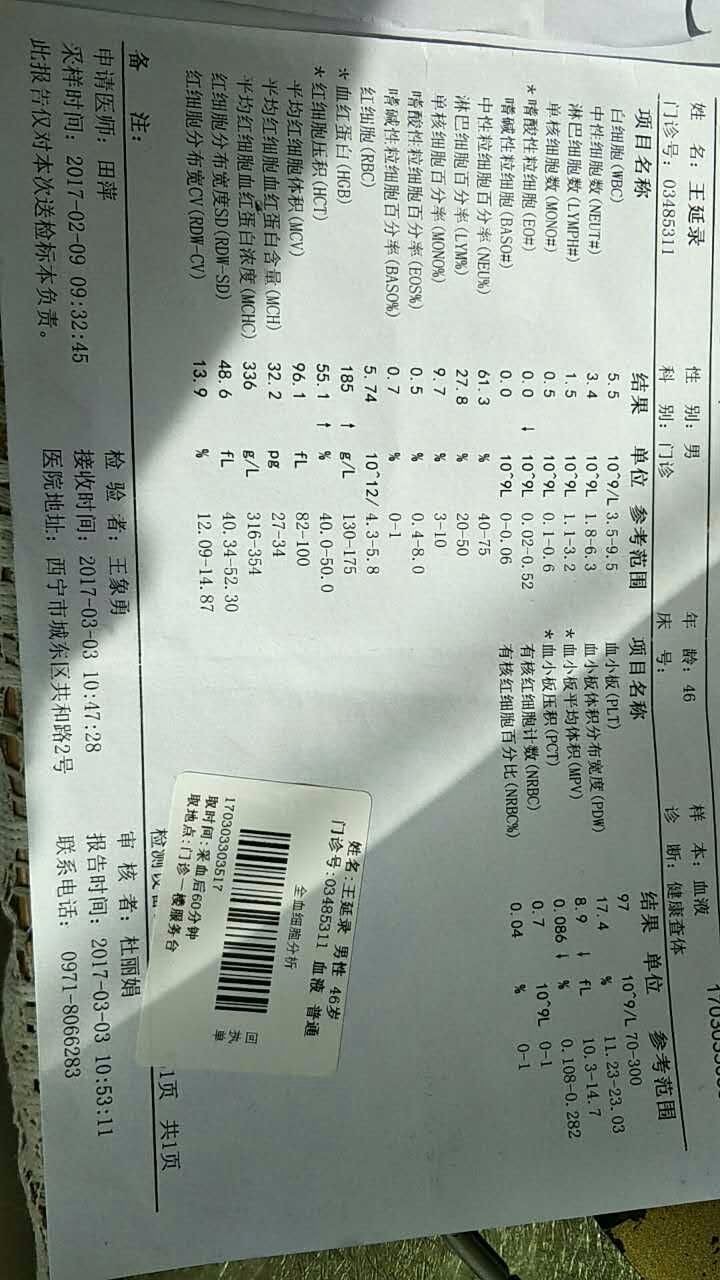 170303
姓 名: 王延录 性 别: 男 年 龄: 46 样 本: 血液
门诊号: 03485311 科 别: 门诊 床 号: 诊 断: 健康查体
项目名称 结果 单位 参考范围 项目名称 结果 单位 参考范围
白细胞(WBC) 5.5 10^9/L 3.5-9.5 血小板(PLT) 97 10^9/L 70-300
中性细胞数(NEUT#) 3.4 10^9L 1.8-6.3 血小板体积分布宽度(PDW) 17.4 % 11.23-23.03
淋巴细胞数(LYMPH#) 1.5 10^9L 1.1-3.2 *血小板平均体积(MPV) 8.9 ↓ fL 10.3-14.7
单核细胞数(MONO#) 0.5 10^9L 0.1-0.6 *血小板压积(PCT) 0.086 ↓ % 0.108-0.282
*嗜酸性粒细胞(EO#) 0.0 ↓ 10^9L 0.02-0.52 有核红细胞计数(NRBC) 0.7 10^9L 0-1
嗜碱性粒细胞(BASO#) 0.0 10^9L 0-0.06 有核红细胞百分比(NRBC%) 0.04 % 0-1
中性粒细胞百分率(NEU%) 61.3 % 40-75
淋巴细胞百分率(LYM%) 27.8 % 20-50
单核细胞百分率(MONO%) 9.7 % 3-10
嗜酸性粒细胞百分率(EOS%) 0.5 % 0.4-8.0
嗜碱性粒细胞百分率(BASO%) 0.7 % 0-1
红细胞(RBC) 5.74 10^12/ 4.3-5.8
*血红蛋白(HGB) 185 ↑ g/L 130-175
*红细胞压积(HCT) 55.1 ↑ % 40.0-50.0
平均红细胞体积(MCV) 96.1 fL 82-100
平均红细胞血红蛋白含量(MCH) 32.2 pg 27-34
平均红细胞血红蛋白浓度(MCHC) 336 g/L 316-354
红细胞分布宽度SD(RDW-SD) 48.6 fL 40.34-52.30
红细胞分布宽CV(RDW-CV) 13.9 % 12.09-14.87
姓名:王延录 男性 46岁
门诊号:03485311 血液 普通
全血细胞分析
170303303517
取时间:采血后60分钟
取地点:门诊一楼服务台
回执单
备 注: 检测设备 1页 共1页
申请医师: 田萍 检 验 者: 王象勇 审 核 者: 杜丽娟
采样时间: 2017-02-09 09:32:45 接收时间: 2017-03-03 10:47:28 报告时间: 2017-03-03 10:53:11
此报告仅对本次送检标本负责。 医院地址: 西宁市城东区共和路2号 联系电话: 0971-8066283